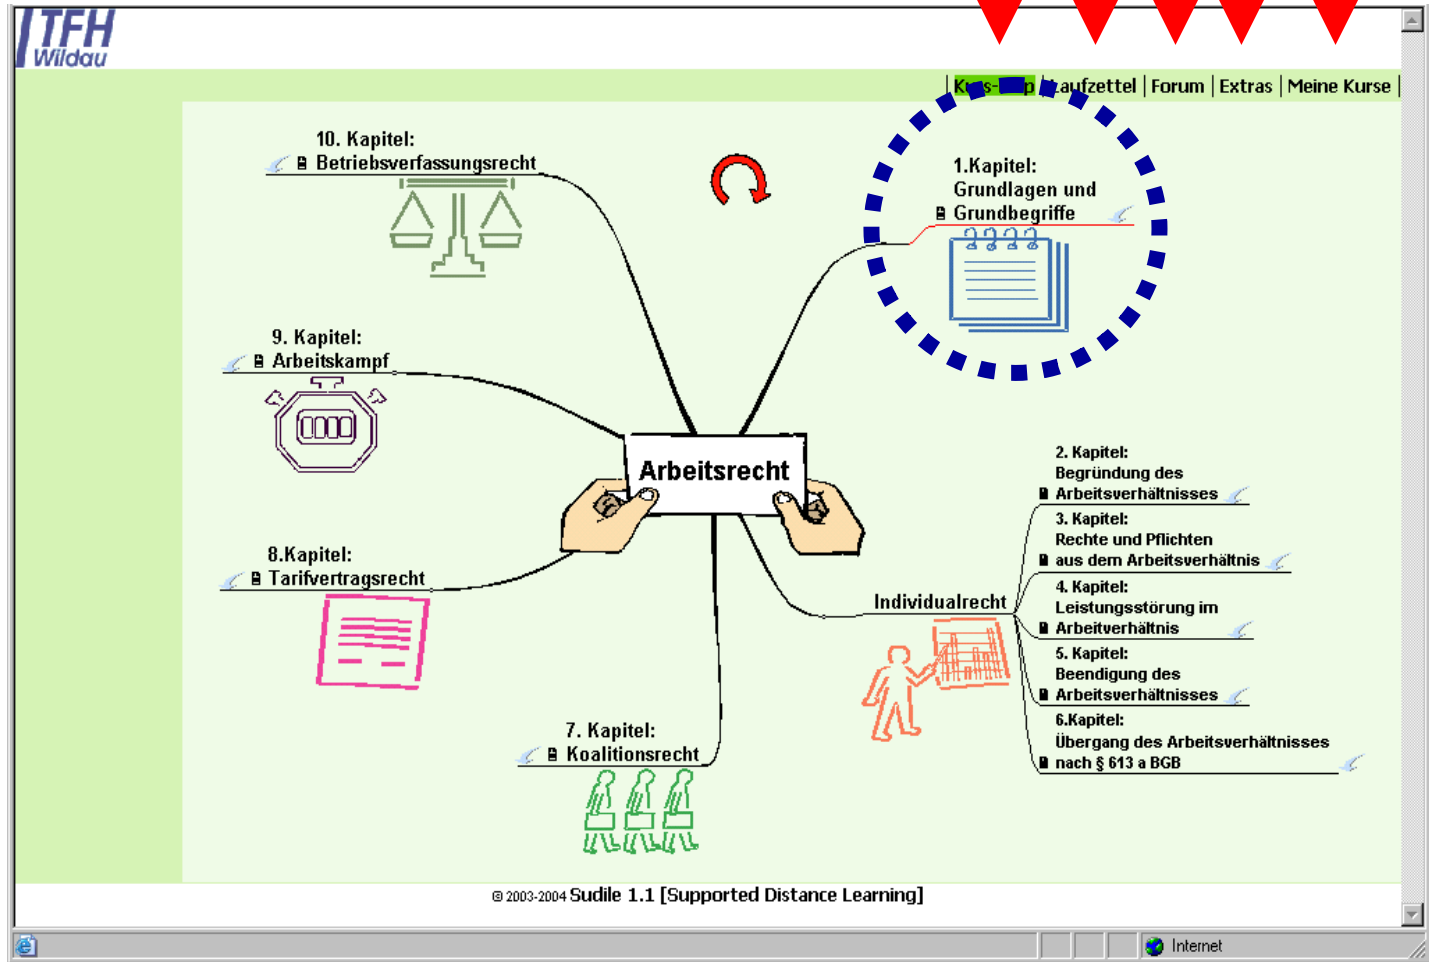 TFH
Wildau
| Kurs-Map | Laufzettel | Forum | Extras | Meine Kurse |
10. Kapitel:
Betriebsverfassungsrecht
1.Kapitel:
Grundlagen und
Grundbegriffe
9. Kapitel:
Arbeitskampf
Arbeitsrecht
2. Kapitel:
Begründung des
Arbeitsverhältnisses
3. Kapitel:
Rechte und Pflichten
aus dem Arbeitsverhältnis
4. Kapitel:
Leistungsstörung im
Arbeitverhältnis
5. Kapitel:
Beendigung des
Arbeitsverhältnisses
6.Kapitel:
Übergang des Arbeitsverhältnisses
nach § 613 a BGB
Individualrecht
8.Kapitel:
Tarifvertragsrecht
7. Kapitel:
Koalitionsrecht
© 2003-2004 Sudile 1.1 [Supported Distance Learning]
Internet